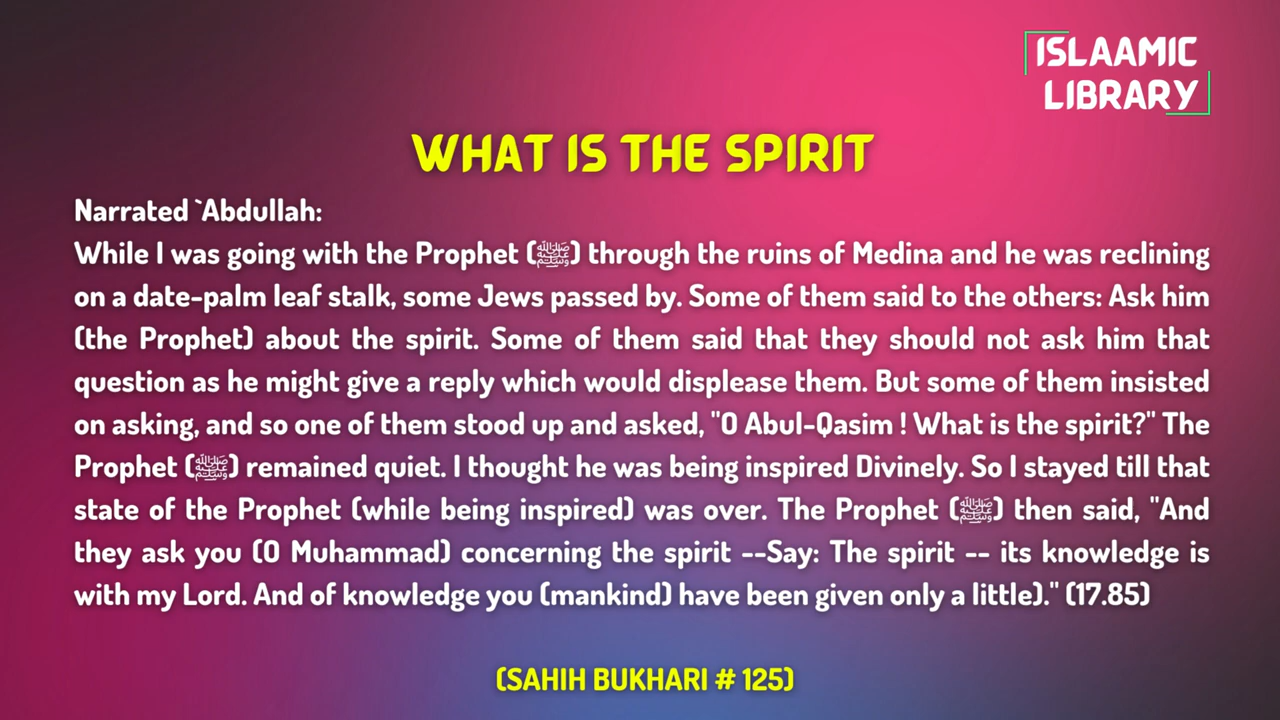 ISLAAMIC
LIBRARY
WHAT IS THE SPIRIT
Narrated `Abdullah:
While I was going with the Prophet (ﷺ) through the ruins of Medina and he was reclining
on a date-palm leaf stalk, some Jews passed by. Some of them said to the others: Ask him
(the Prophet) about the spirit. Some of them said that they should not ask him that
question as he might give a reply which would displease them. But some of them insisted
on asking, and so one of them stood up and asked, "O Abul-Qasim ! What is the spirit?" The
Prophet (ﷺ) remained quiet. I thought he was being inspired Divinely. So I stayed till that
state of the Prophet (while being inspired) was over. The Prophet (ﷺ) then said, "And
they ask you (O Muhammad) concerning the spirit --Say: The spirit -- its knowledge is
with my Lord. And of knowledge you (mankind) have been given only a little)." (17.85)
(SAHIH BUKHARI # 125)